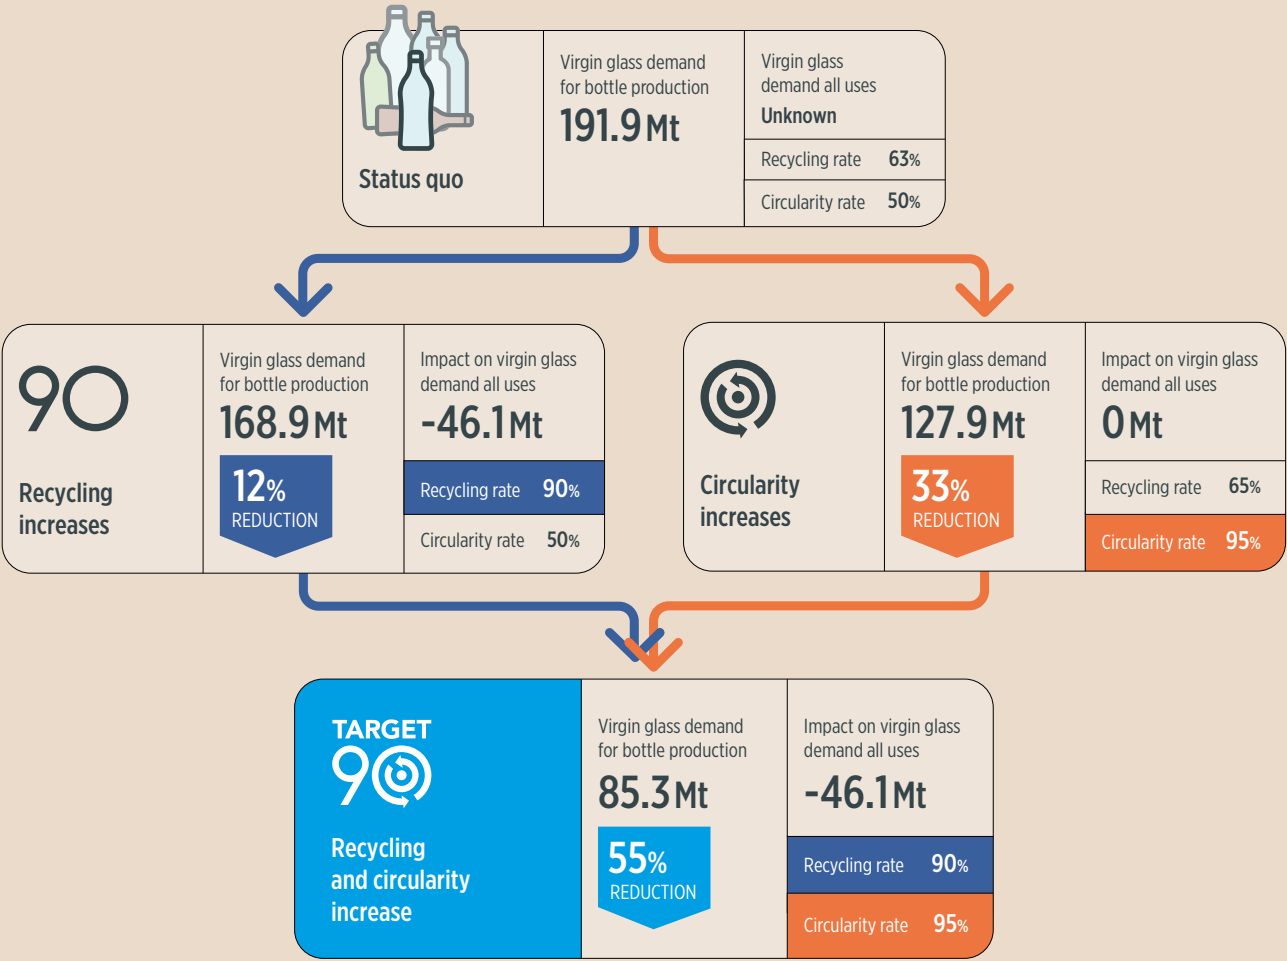 Status quo
Virgin glass demand
for bottle production
191.9 Mt
Virgin glass
demand all uses
Unknown
Recycling rate 63%
Circularity rate 50%
90
Recycling
increases
Virgin glass demand
for bottle production
168.9 Mt
12%
REDUCTION
Impact on virgin glass
demand all uses
-46.1 Mt
Recycling rate 90%
Circularity rate 50%
Circularity
increases
Virgin glass demand
for bottle production
127.9 Mt
33%
REDUCTION
Impact on virgin glass
demand all uses
0 Mt
Recycling rate 65%
Circularity rate 95%
TARGET
90
Recycling
and circularity
increase
Virgin glass demand
for bottle production
85.3 Mt
55%
REDUCTION
Impact on virgin glass
demand all uses
-46.1 Mt
Recycling rate 90%
Circularity rate 95%